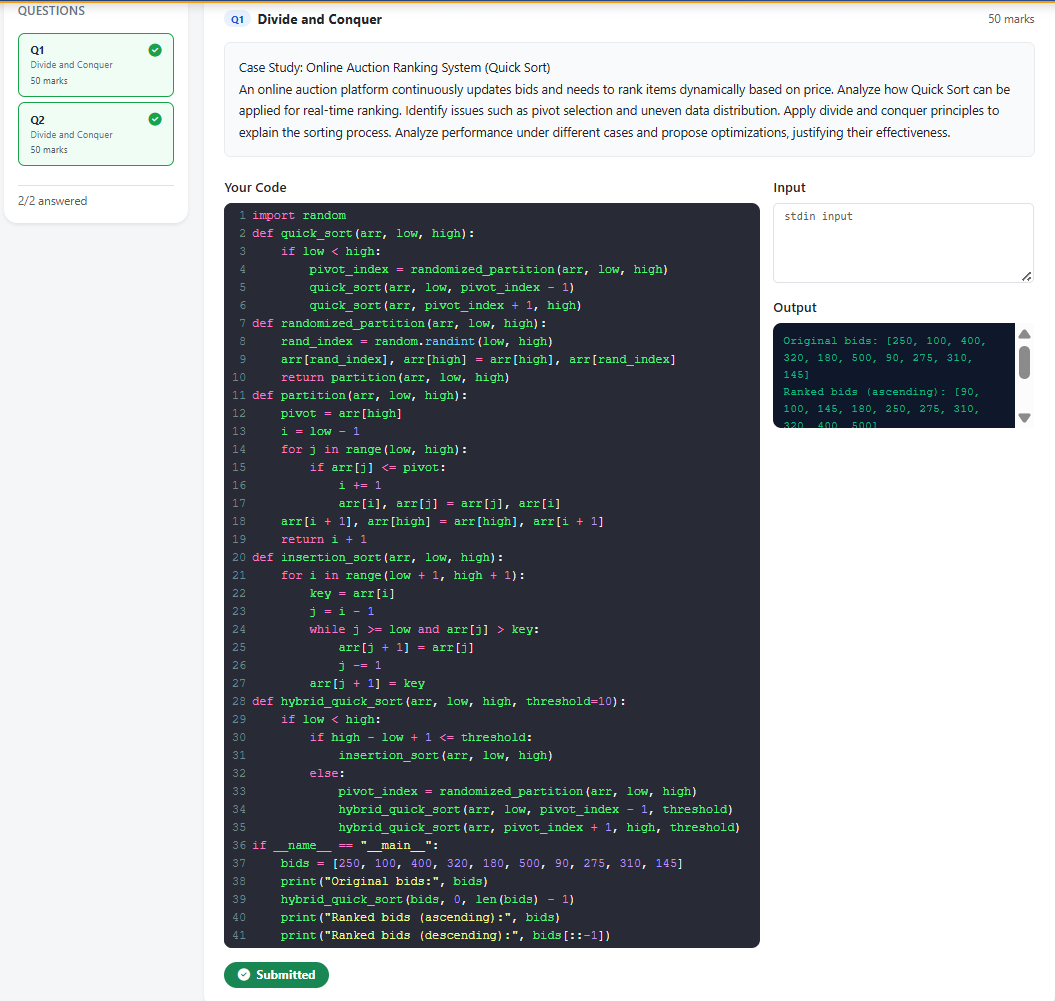 QUESTIONS
Q1
Divide and Conquer
50 marks
Q2
Divide and Conquer
50 marks
2/2 answered
Q1 Divide and Conquer
50 marks
Case Study: Online Auction Ranking System (Quick Sort)
An online auction platform continuously updates bids and needs to rank items dynamically based on price. Analyze how Quick Sort can be
applied for real-time ranking. Identify issues such as pivot selection and uneven data distribution. Apply divide and conquer principles to
explain the sorting process. Analyze performance under different cases and propose optimizations, justifying their effectiveness.
Your Code
1 import random
2 def quick_sort(arr, low, high):
3     if low < high:
4         pivot_index = randomized_partition(arr, low, high)
5         quick_sort(arr, low, pivot_index - 1)
6         quick_sort(arr, pivot_index + 1, high)
7 def randomized_partition(arr, low, high):
8     rand_index = random.randint(low, high)
9     arr[rand_index], arr[high] = arr[high], arr[rand_index]
10     return partition(arr, low, high)
11 def partition(arr, low, high):
12     pivot = arr[high]
13     i = low - 1
14     for j in range(low, high):
15         if arr[j] <= pivot:
16             i += 1
17             arr[i], arr[j] = arr[j], arr[i]
18     arr[i + 1], arr[high] = arr[high], arr[i + 1]
19     return i + 1
20 def insertion_sort(arr, low, high):
21     for i in range(low + 1, high + 1):
22         key = arr[i]
23         j = i - 1
24         while j >= low and arr[j] > key:
25             arr[j + 1] = arr[j]
26             j -= 1
27         arr[j + 1] = key
28 def hybrid_quick_sort(arr, low, high, threshold=10):
29     if low < high:
30         if high - low + 1 <= threshold:
31             insertion_sort(arr, low, high)
32         else:
33             pivot_index = randomized_partition(arr, low, high)
34             hybrid_quick_sort(arr, low, pivot_index - 1, threshold)
35             hybrid_quick_sort(arr, pivot_index + 1, high, threshold)
36 if __name__ == "__main__":
37     bids = [250, 100, 400, 320, 180, 500, 90, 275, 310, 145]
38     print("Original bids:", bids)
39     hybrid_quick_sort(bids, 0, len(bids) - 1)
40     print("Ranked bids (ascending):", bids)
41     print("Ranked bids (descending):", bids[::-1])
Submitted
Input
stdin input
Output
Original bids: [250, 100, 400,
320, 180, 500, 90, 275, 310,
145]
Ranked bids (ascending): [90,
100, 145, 180, 250, 275, 310,
320, 400, 500]